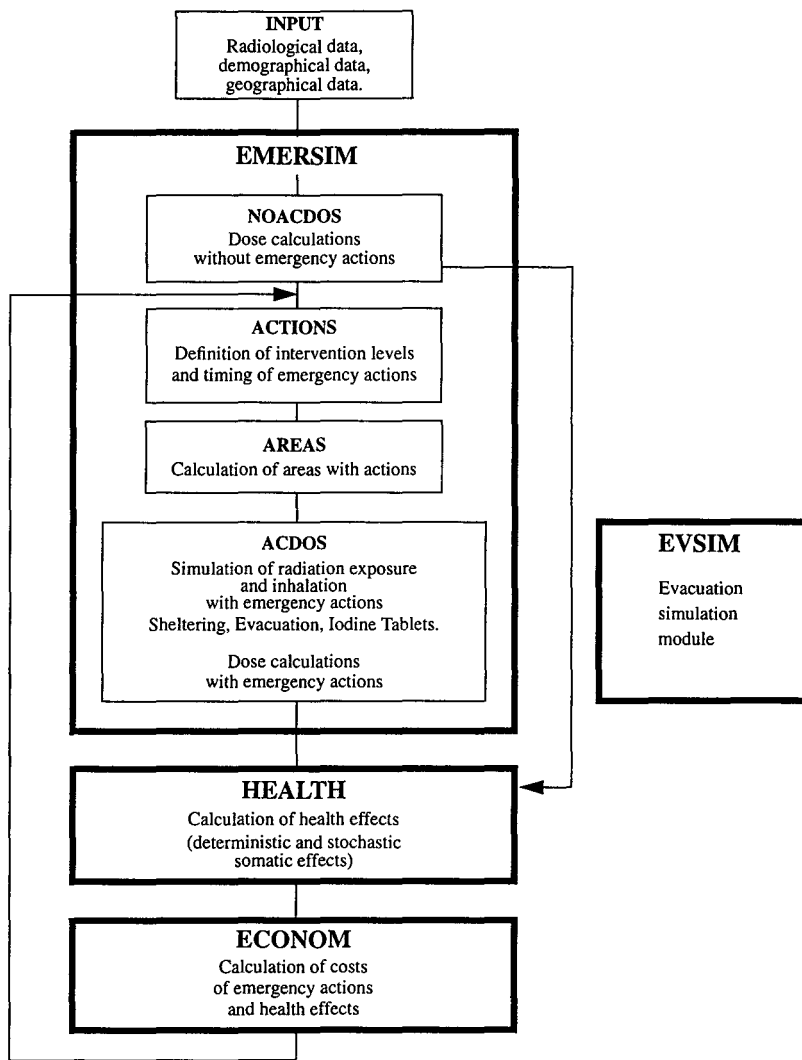 INPUT
Radiological data,
demographical data,
geographical data.
EMERSIM
NOACDOS
Dose calculations
without emergency actions
ACTIONS
Definition of intervention levels
and timing of emergency actions
AREAS
Calculation of areas with actions
ACDOS
Simulation of radiation exposure
and inhalation
with emergency actions
Sheltering, Evacuation, Iodine Tablets.
Dose calculations
with emergency actions
EVSIM
Evacuation
simulation
module
HEALTH
Calculation of health effects
(deterministic and stochastic
somatic effects)
ECONOM
Calculation of costs
of emergency actions
and health effects